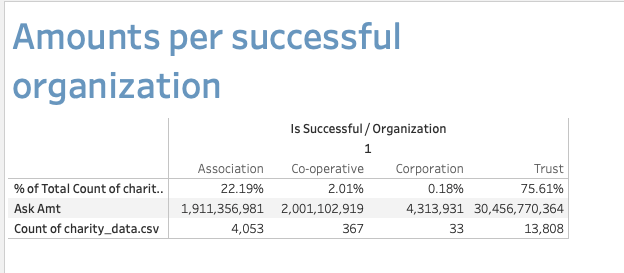 Amounts per successful
organization
Is Successful / Organization
1
Association Co-operative Corporation Trust
% of Total Count of charit.. 22.19% 2.01% 0.18% 75.61%
Ask Amt 1,911,356,981 2,001,102,919 4,313,931 30,456,770,364
Count of charity_data.csv 4,053 367 33 13,808